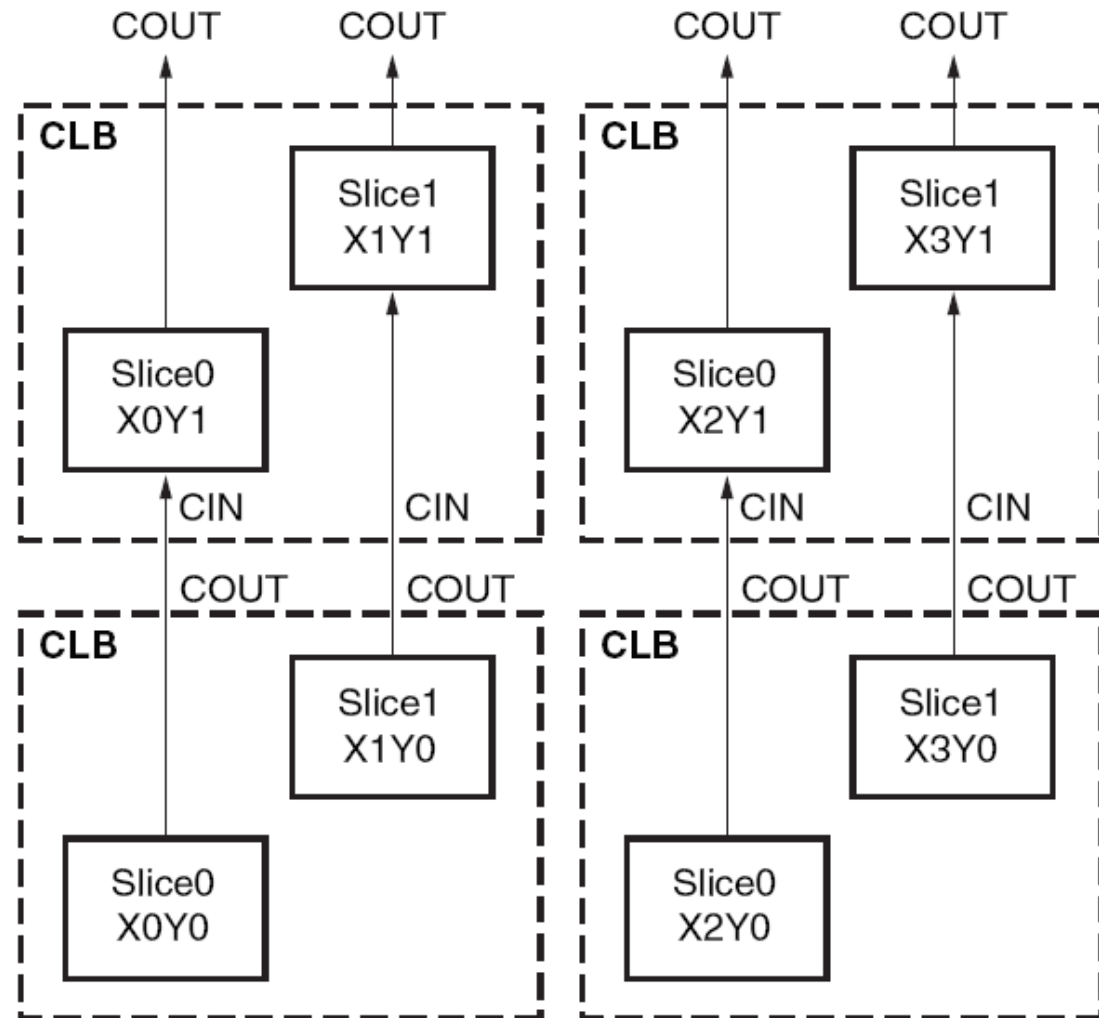 COUT
COUT
COUT
COUT
CLB
CLB
Slice1
X1Y1
Slice1
X3Y1
Slice0
X0Y1
Slice0
X2Y1
CIN
CIN
CIN
CIN
COUT
COUT
COUT
COUT
CLB
CLB
Slice1
X1Y0
Slice1
X3Y0
Slice0
X0Y0
Slice0
X2Y0